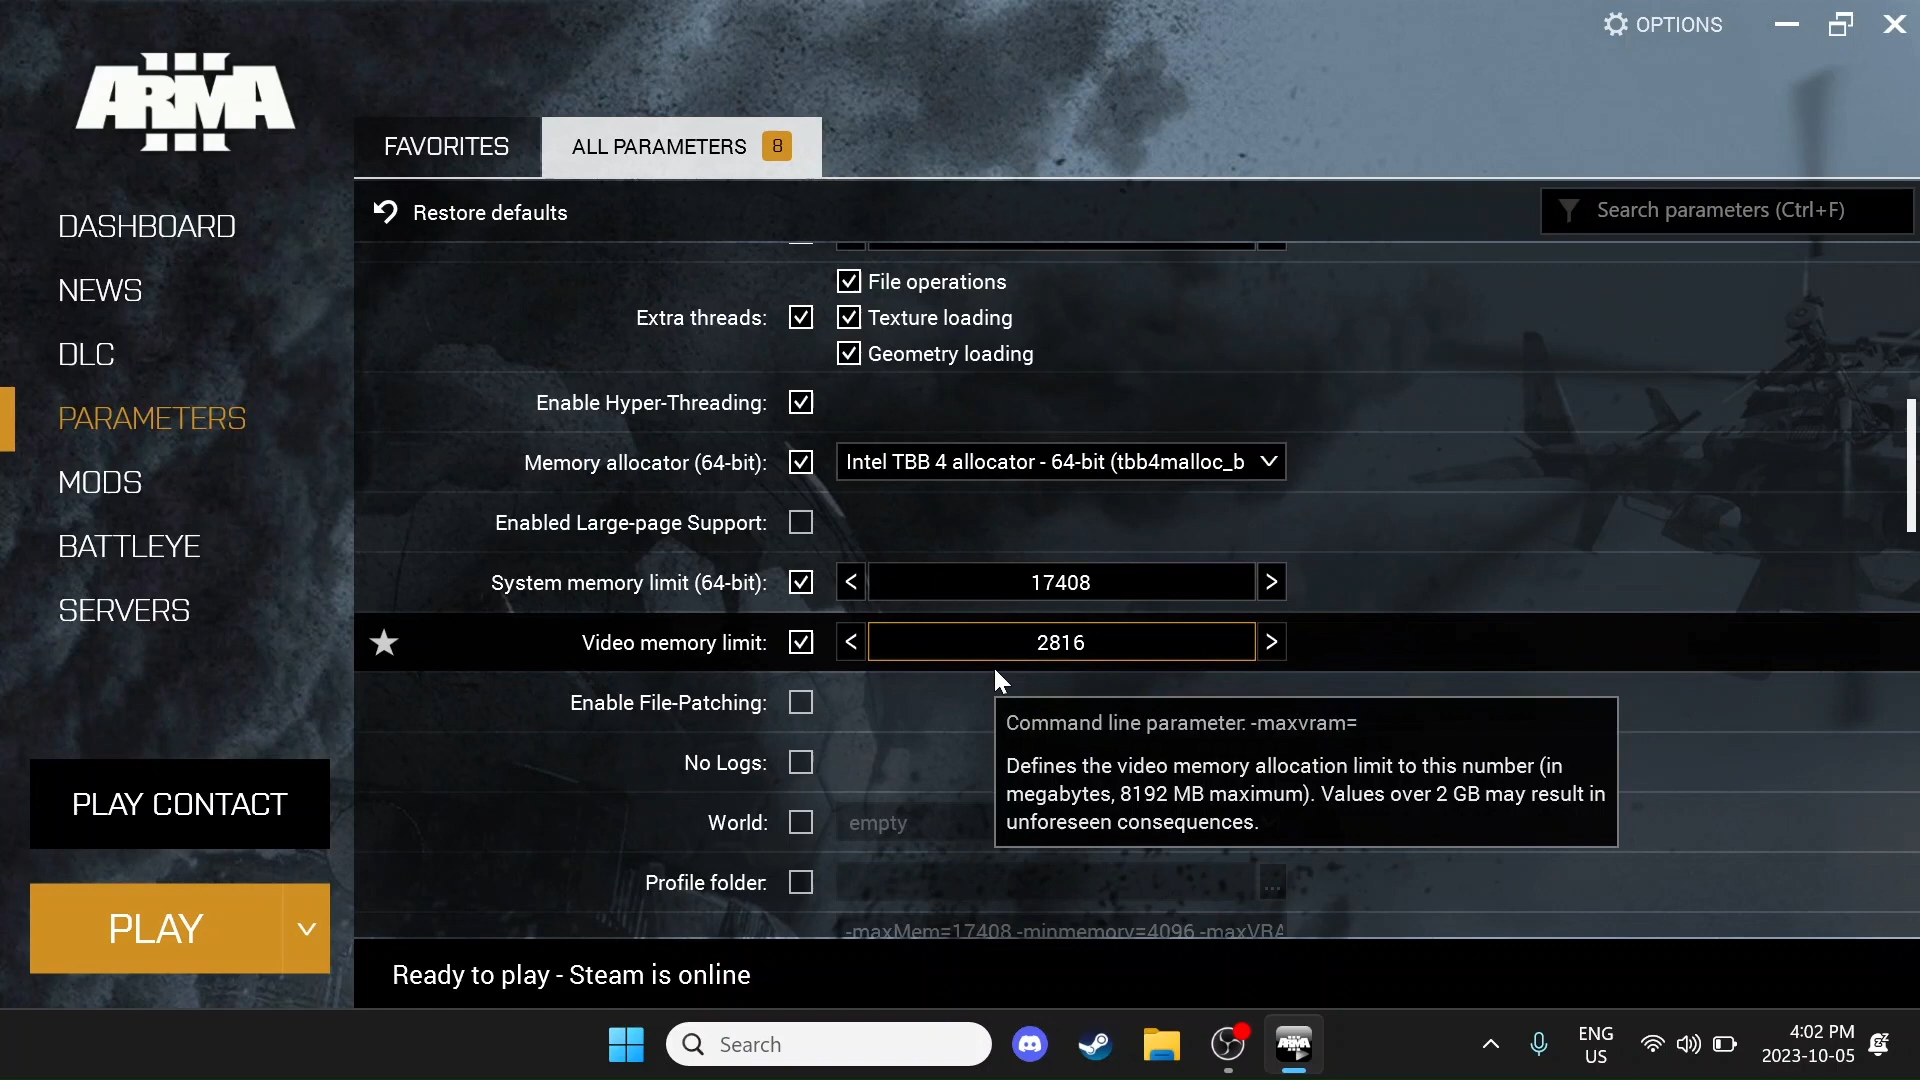 OPTIONS
ARMA III
FAVORITES
ALL PARAMETERS 8
Restore defaults
Search parameters (Ctrl+F)
DASHBOARD
NEWS
DLC
PARAMETERS
MODS
BATTLEYE
SERVERS
PLAY CONTACT
PLAY
Extra threads:
File operations
Texture loading
Geometry loading
Enable Hyper-Threading:
Memory allocator (64-bit): Intel TBB 4 allocator - 64-bit (tbb4malloc_b
Enabled Large-page Support:
System memory limit (64-bit): < 17408 >
Video memory limit: < 2816 >
Enable File-Patching:
No Logs:
World: empty
Profile folder: ...
-maxMem=17408 -minmemory=4096 -maxVRA
Command line parameter: -maxvram=
Defines the video memory allocation limit to this number (in
megabytes, 8192 MB maximum). Values over 2 GB may result in
unforeseen consequences.
Ready to play - Steam is online
Search
ARMA
ENG
US
4:02 PM
2023-10-05